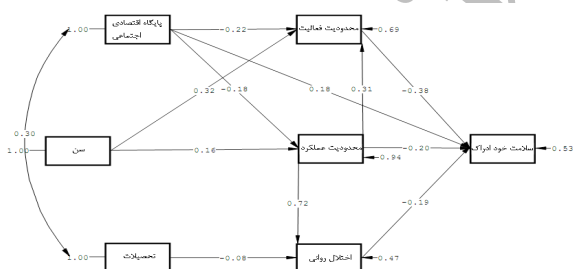 پایگاه اقتصادی
اجتماعی
1.00
-0.22
محدودیت فعالیت
0.69
0.32
-0.18
0.18
0.31
-0.38
0.30
1.00
سن
0.16
محدودیت عملکرد
0.94
-0.20
سلامت خود ادراک
0.53
0.72
-0.19
1.00
تحصیلات
-0.08
اختلال روانی
0.47